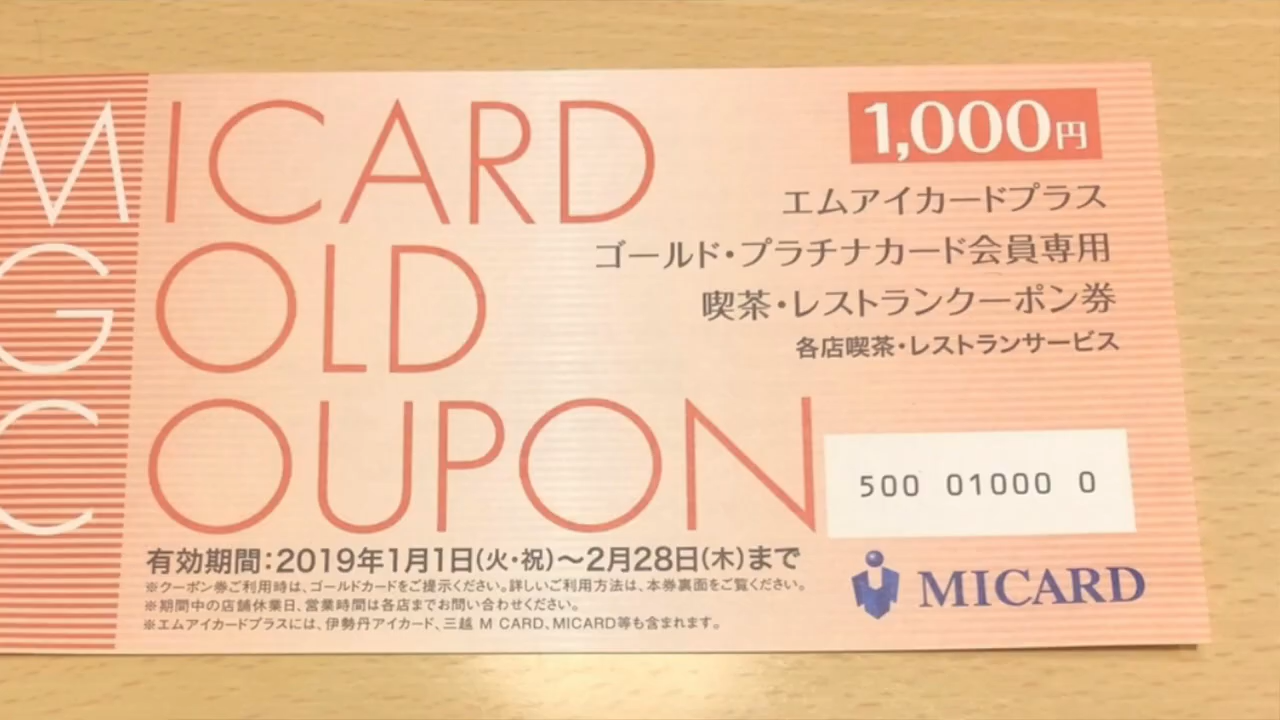 MICARD
GOLD
COUPON
1,000円
エムアイカードプラス
ゴールド・プラチナカード会員専用
喫茶・レストランクーポン券
各店喫茶・レストランサービス
500 01000 0
有効期間:2019年1月1日(火・祝)〜2月28日(木)まで
※クーポン券ご利用時は、ゴールドカードをご提示ください。詳しいご利用方法は、本券裏面をご覧ください。
※期間中の店舗休業日、営業時間は各店までお問い合わせください。
※エムアイカードプラスには、伊勢丹アイカード、三越 M CARD、MICARD等も含まれます。
MICARD